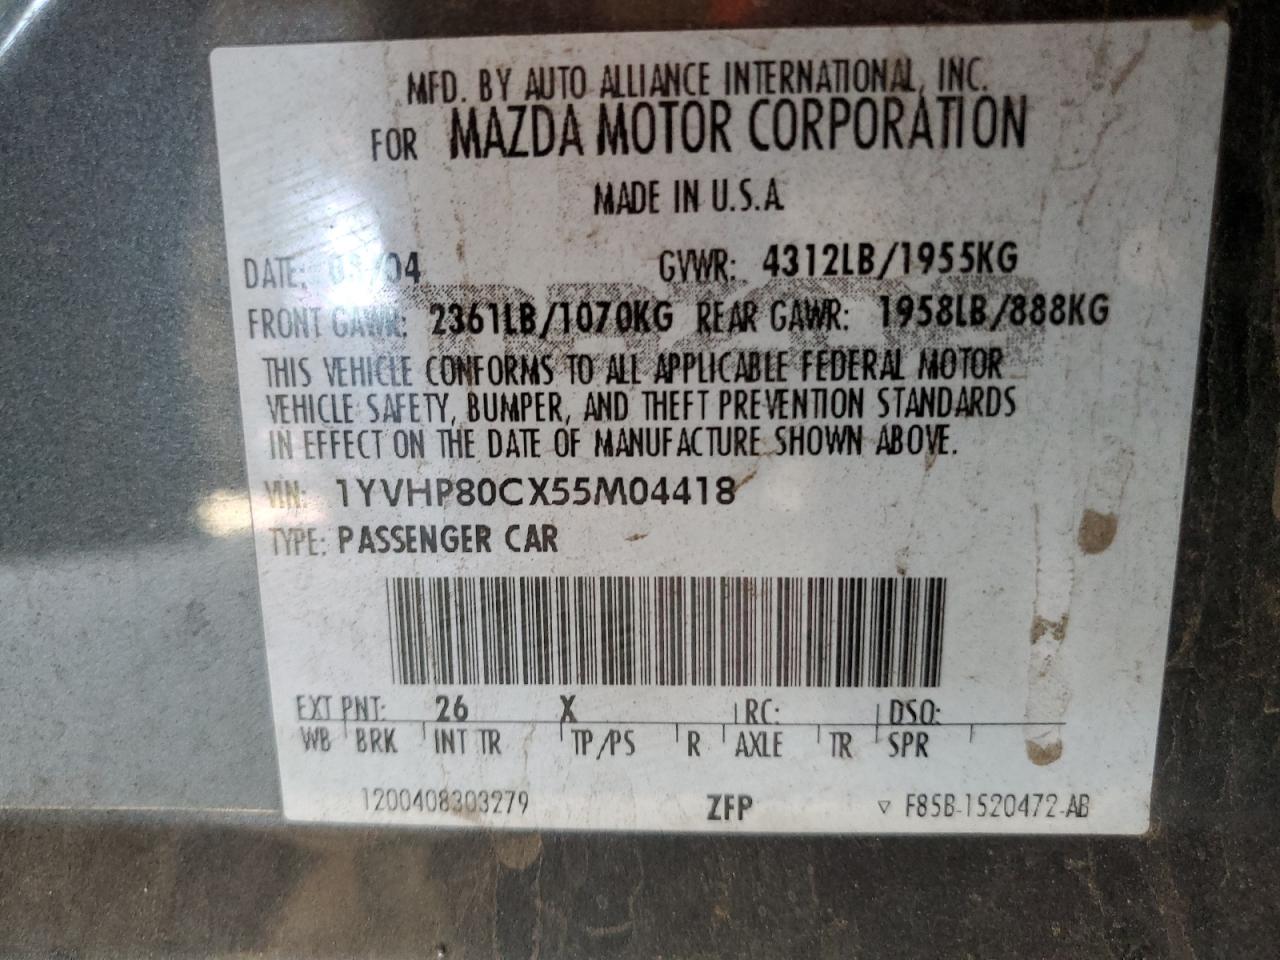 MFD. BY AUTO ALLIANCE INTERNATIONAL, INC.
FOR MAZDA MOTOR CORPORATION
MADE IN U.S.A
DATE: GVWR: 4312LB/1955KG
FRONT GAWR: 2361LB/1070KG REAR GAWR: 1958LB/888KG
THIS VEHICLE CONFORMS TO ALL APPLICABLE FEDERAL MOTOR
VEHICLE SAFETY, BUMPER, AND THEFT PREVENTION STANDARDS
IN EFFECT ON THE DATE OF MANUFACTURE SHOWN ABOVE.
VIN: 1YVHP80CX55M04418
TYPE: PASSENGER CAR
EXT PNT: 26 X RC: DSO:
WB BRK INT TR TP/PS R AXLE TR SPR
1200408303279 ZFP ▽ F85B-1520472-AB